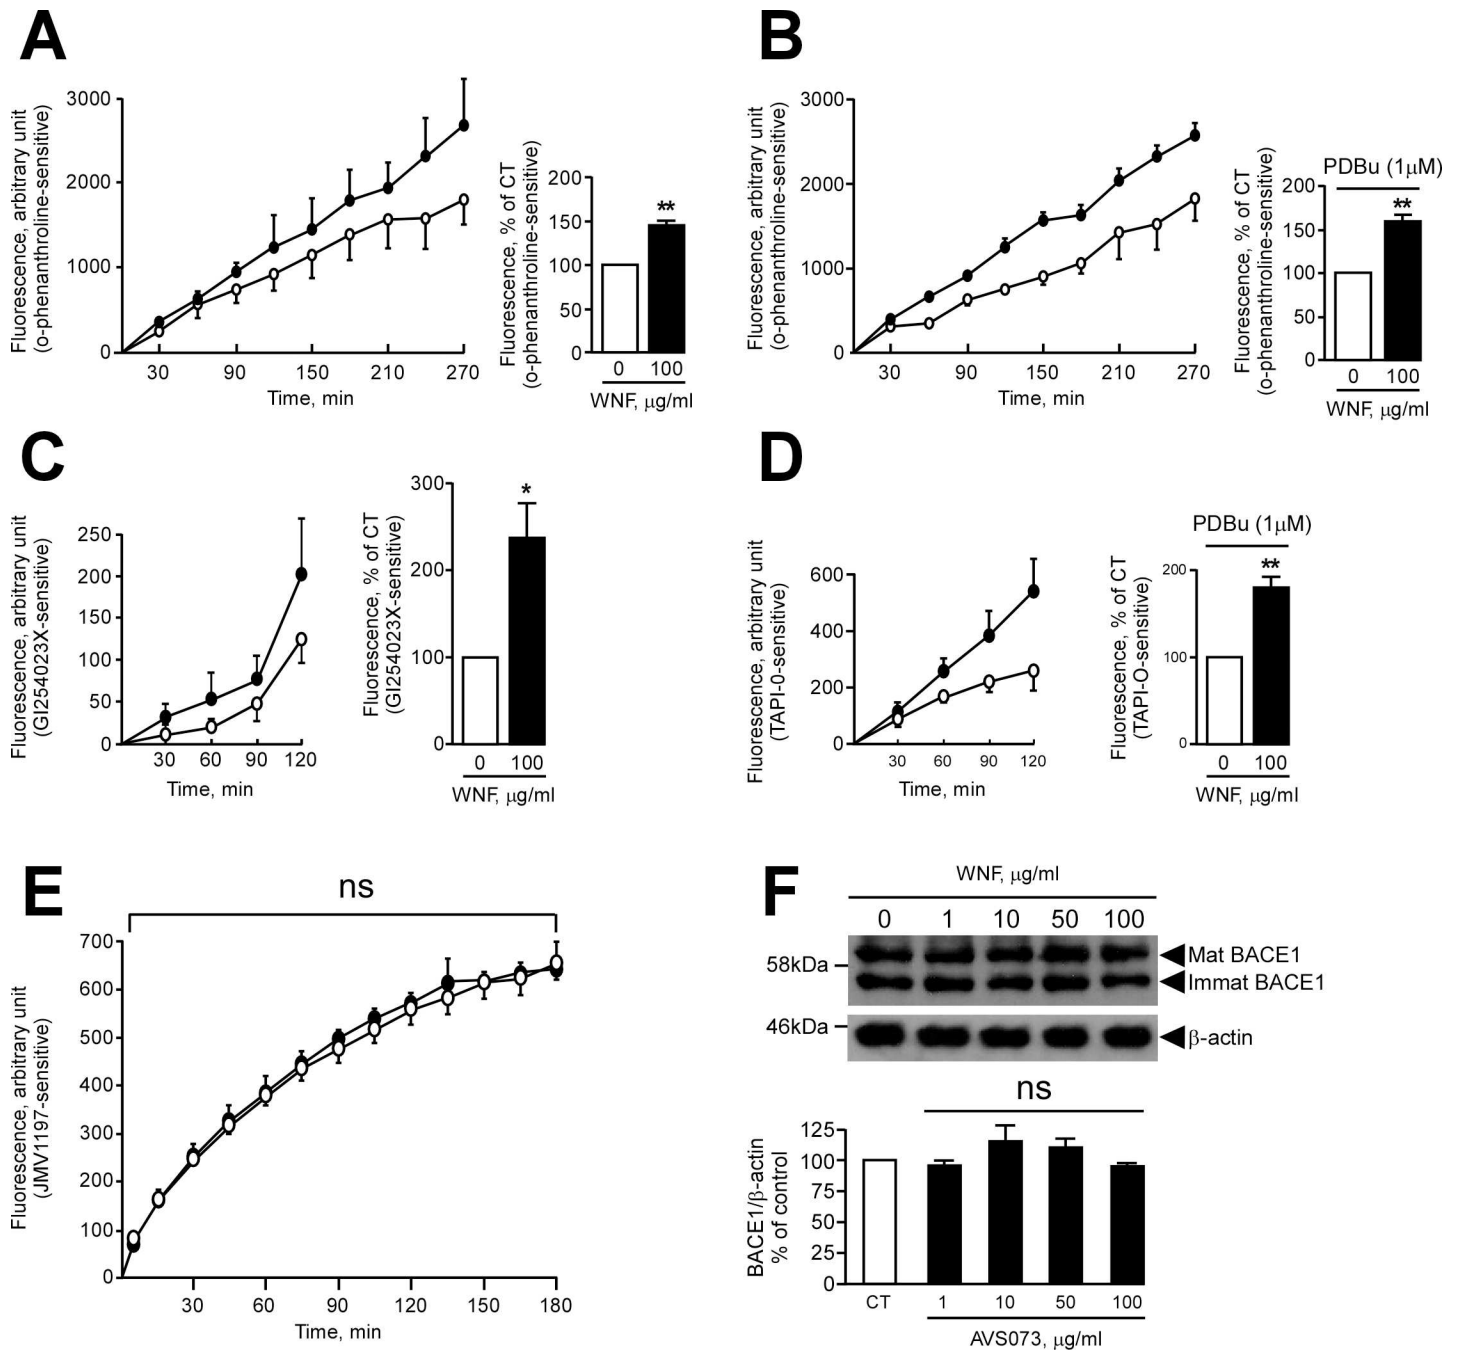 A
Fluorescence, arbitrary unit
(o-phenanthroline-sensitive)
3000
2000
1000
0
30 90 150 210 270
Time, min
Fluorescence, % of CT
(o-phenanthroline-sensitive)
200
150
100
50
0
**
0 100
WNF, μg/ml
B
Fluorescence, arbitrary unit
(o-phenanthroline-sensitive)
3000
2000
1000
0
30 90 150 210 270
Time, min
Fluorescence, % of CT
(o-phenanthroline-sensitive)
PDBu (1μM)
200
150
100
50
0
**
0 100
WNF, μg/ml
C
Fluorescence, arbitrary unit
(GI254023X-sensitive)
250
200
150
100
50
0
30 60 90 120
Time, min
Fluorescence, % of CT
(GI254023X-sensitive)
300
200
100
0
*
0 100
WNF, μg/ml
D
Fluorescence, arbitrary unit
(TAPI-0-sensitive)
600
400
200
0
30 60 90 120
Time, min
Fluorescence, % of CT
(TAPI-O-sensitive)
PDBu (1μM)
200
100
0
**
0 100
WNF, μg/ml
E
ns
Fluorescence, arbitrary unit
(JMV1197-sensitive)
700
600
500
400
300
200
100
0
30 60 90 120 150 180
Time, min
F
WNF, μg/ml
0 1 10 50 100
58kDa
Mat BACE1
Immat BACE1
46kDa
β-actin
ns
BACE1/β-actin
% of control
125
100
75
50
25
0
CT 1 10 50 100
AVS073, μg/ml